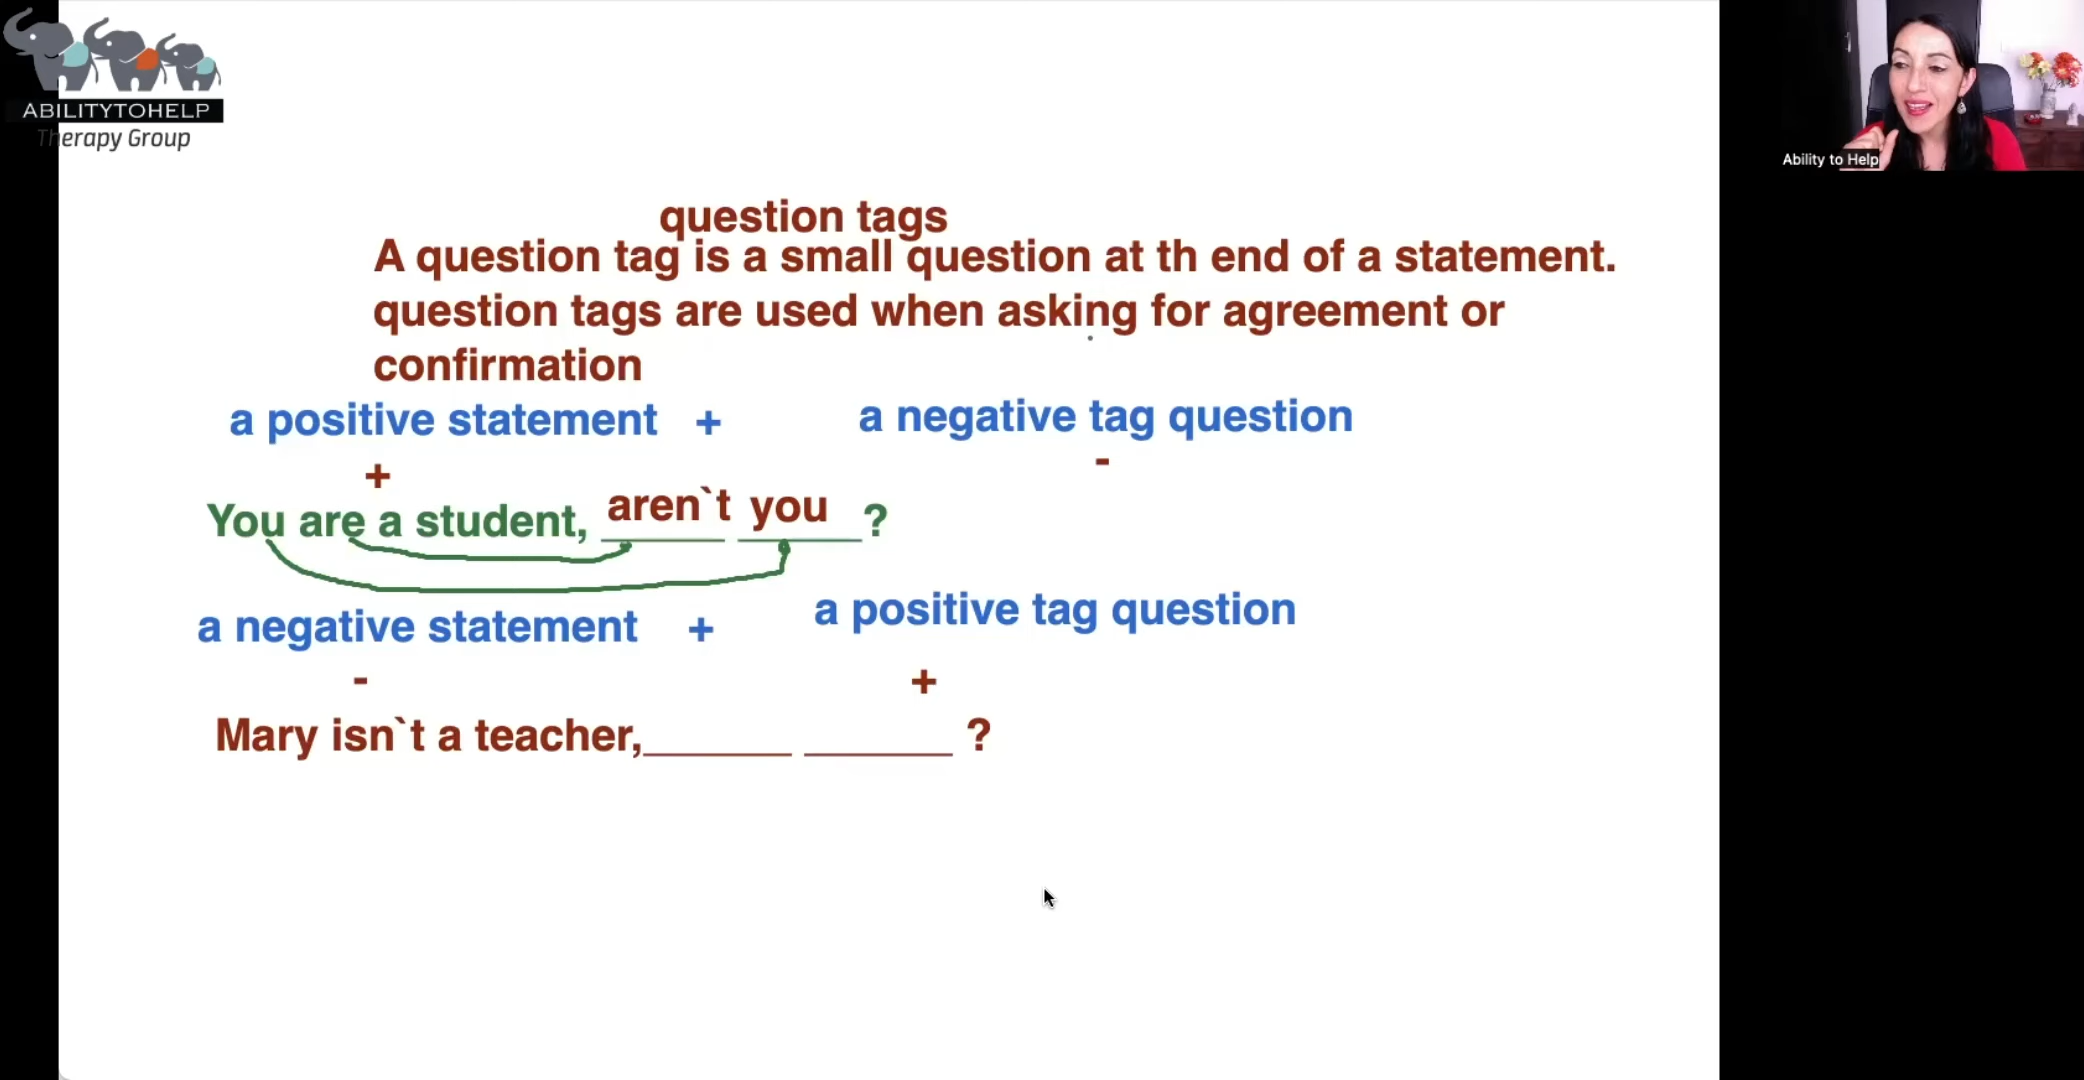 ABILITYTOHELP
Therapy Group
Ability to Help
question tags
A question tag is a small question at th end of a statement.
question tags are used when asking for agreement or
confirmation
a positive statement + a negative tag question
+ -
You are a student, aren`t you ?
a negative statement + a positive tag question
- +
Mary isn`t a teacher,______ ______ ?